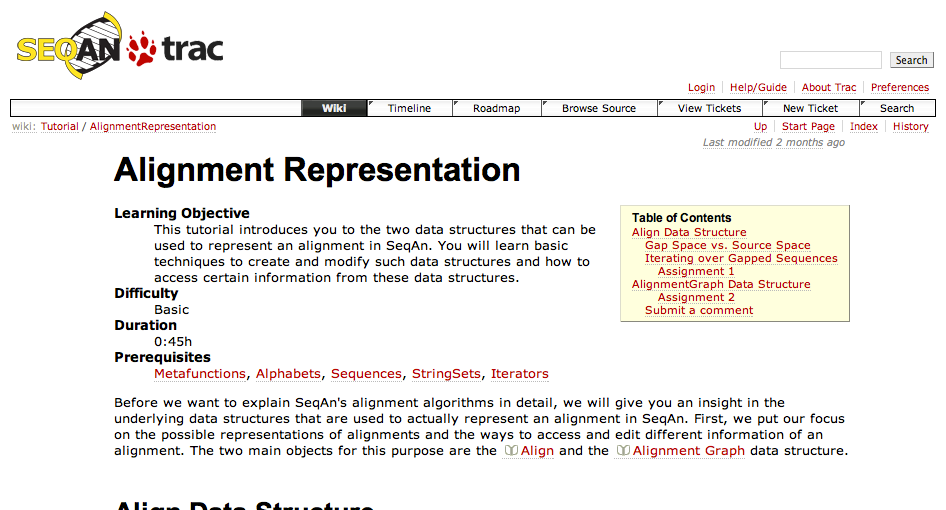 SEQAN trac
Search
Login Help/Guide About Trac Preferences
Wiki Timeline Roadmap Browse Source View Tickets New Ticket Search
wiki: Tutorial / AlignmentRepresentation
Up Start Page Index History
Last modified 2 months ago
Alignment Representation
Learning Objective
This tutorial introduces you to the two data structures that can be
used to represent an alignment in SeqAn. You will learn basic
techniques to create and modify such data structures and how to
access certain information from these data structures.
Difficulty
Basic
Duration
0:45h
Prerequisites
Metafunctions, Alphabets, Sequences, StringSets, Iterators
Table of Contents
Align Data Structure
Gap Space vs. Source Space
Iterating over Gapped Sequences
Assignment 1
AlignmentGraph Data Structure
Assignment 2
Submit a comment
Before we want to explain SeqAn's alignment algorithms in detail, we will give you an insight in the
underlying data structures that are used to actually represent an alignment in SeqAn. First, we put our focus
on the possible representations of alignments and the ways to access and edit different information of an
alignment. The two main objects for this purpose are the Align and the Alignment Graph data structure.
Align Data Structure